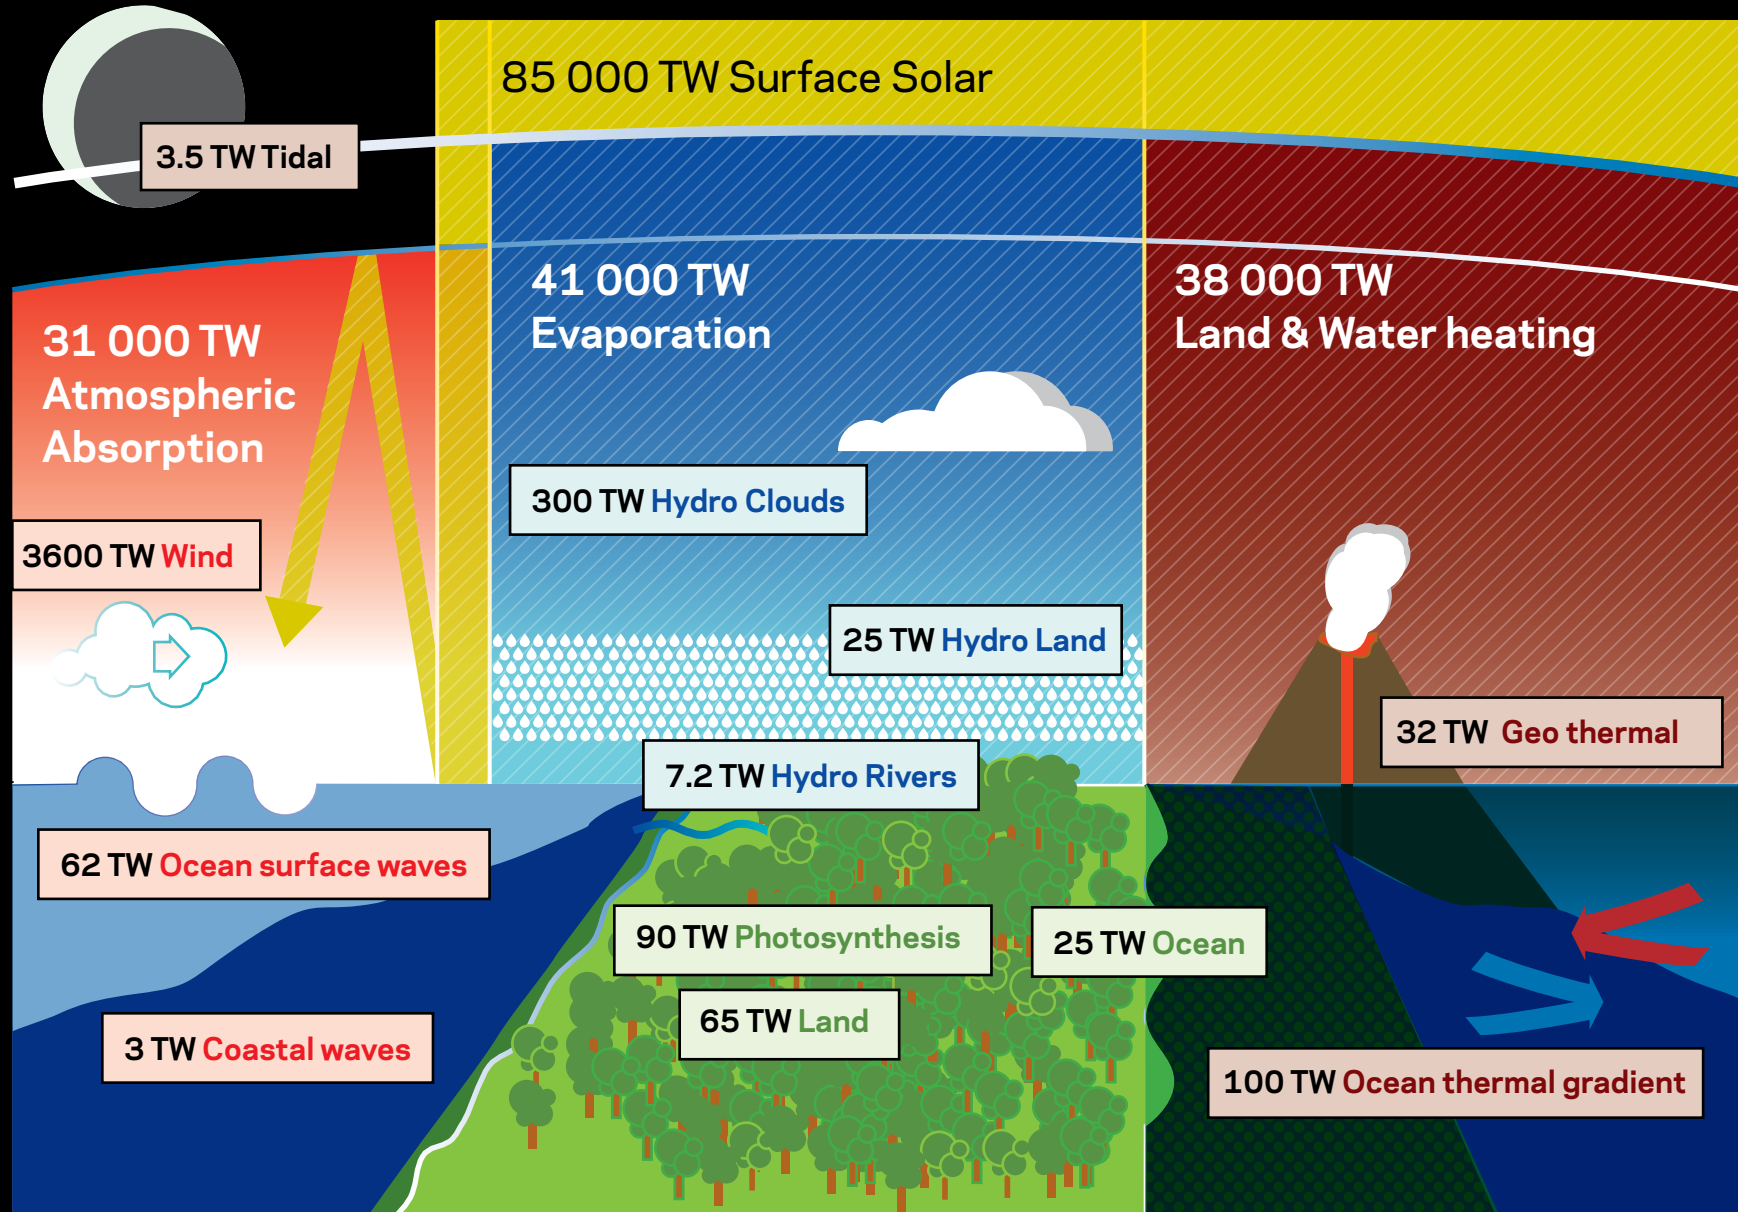 85 000 TW Surface Solar
3.5 TW Tidal
31 000 TW
Atmospheric
Absorption
41 000 TW
Evaporation
38 000 TW
Land & Water heating
300 TW Hydro Clouds
3600 TW Wind
25 TW Hydro Land
32 TW Geo thermal
7.2 TW Hydro Rivers
62 TW Ocean surface waves
90 TW Photosynthesis
25 TW Ocean
65 TW Land
3 TW Coastal waves
100 TW Ocean thermal gradient